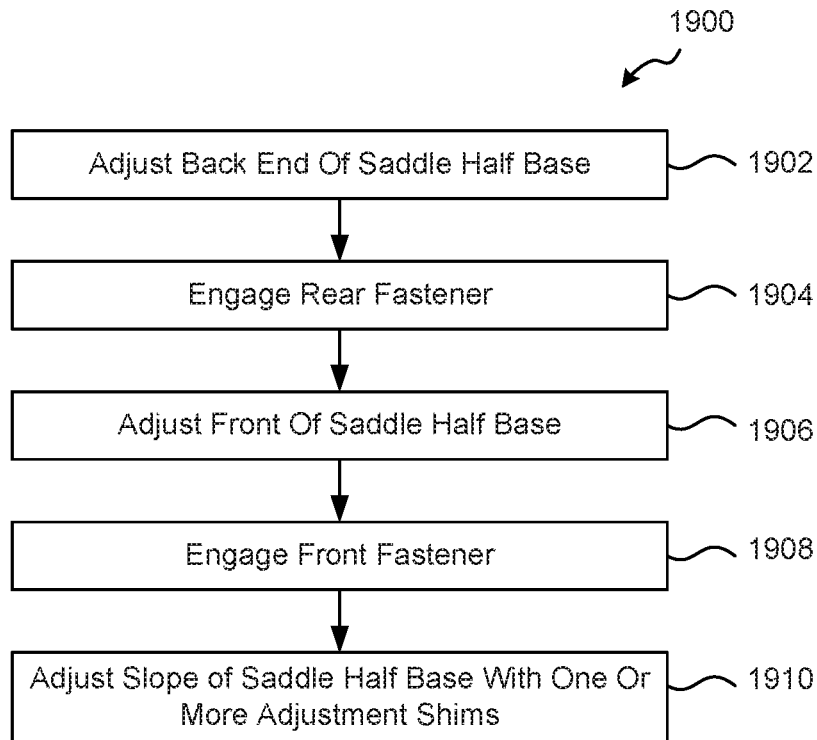 1900
Adjust Back End Of Saddle Half Base
1902
Engage Rear Fastener
1904
Adjust Front Of Saddle Half Base
1906
Engage Front Fastener
1908
Adjust Slope of Saddle Half Base With One Or
More Adjustment Shims
1910